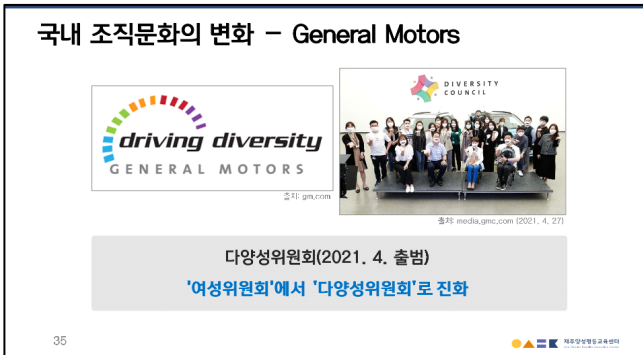 국내 조직문화의 변화 – General Motors
driving diversity
GENERAL MOTORS
출처: gm.com
DIVERSITY
COUNCIL
출처: media.gmc.com (2021. 4. 27)
다양성위원회(2021. 4. 출범)
'여성위원회'에서 '다양성위원회'로 진화
35
제주양성평등교육센터